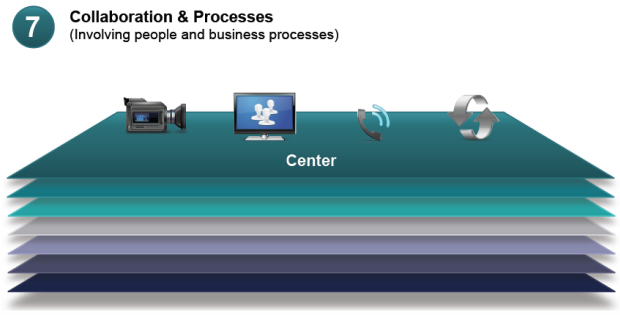 7
Collaboration & Processes
(Involving people and business processes)
Center